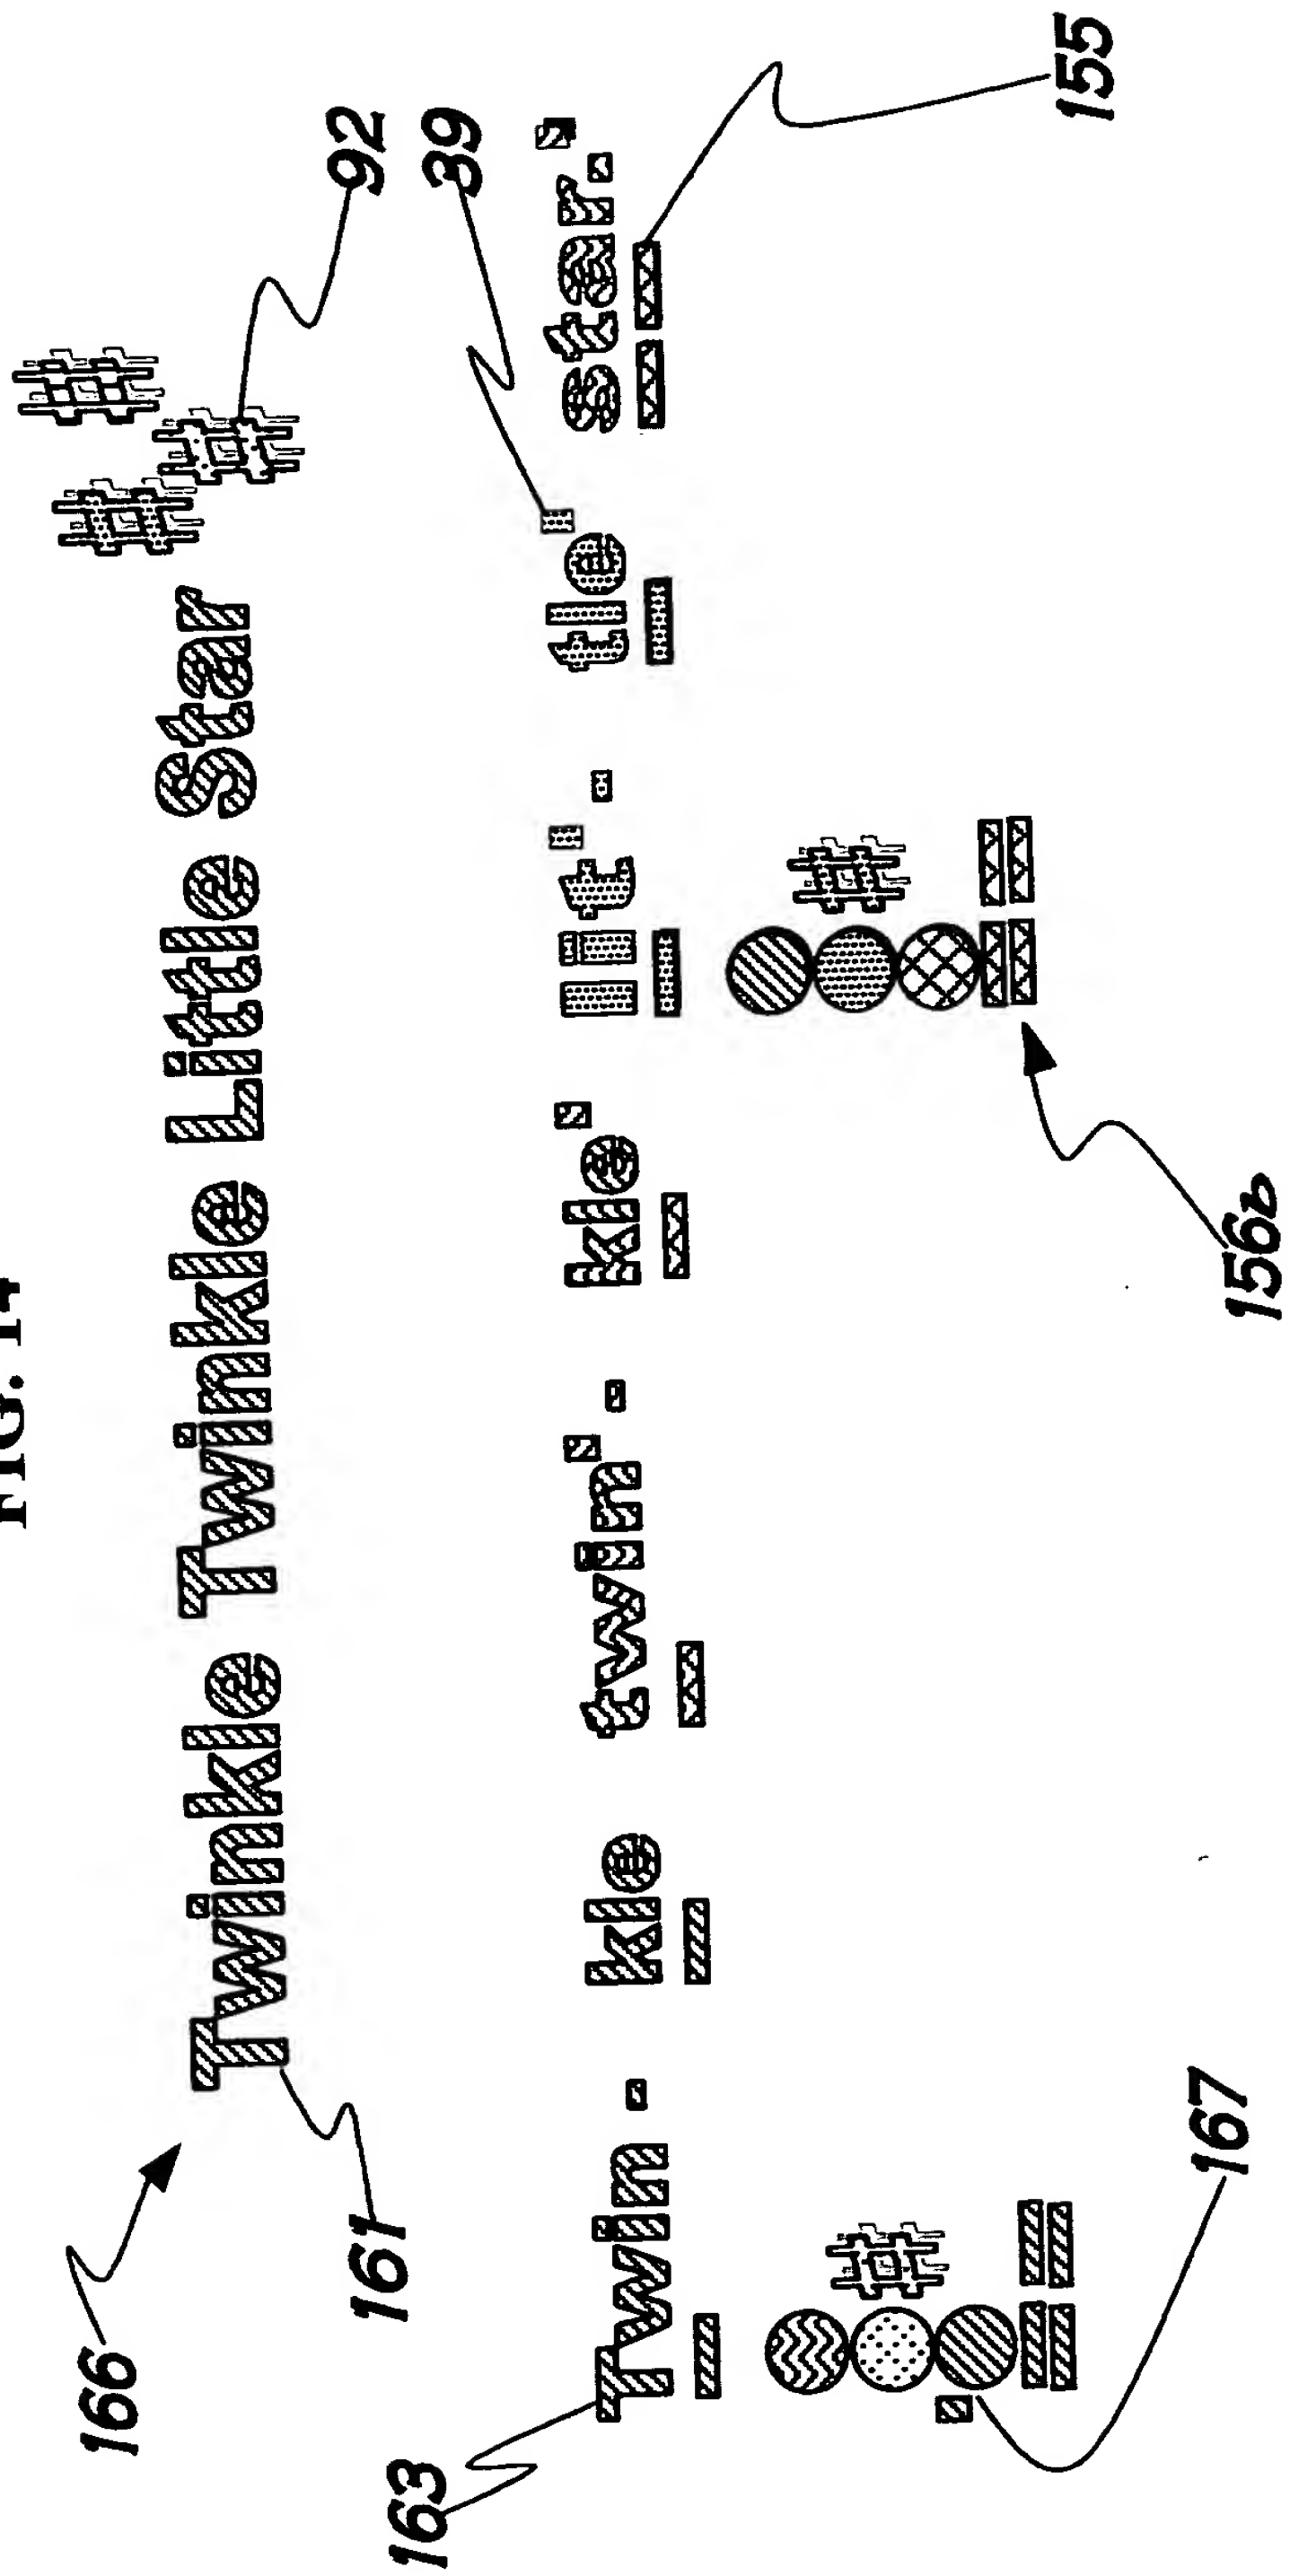 FIG. 14
166
Twinkle Twinkle Little Star
161
92
39
163
Twin - kle twin' - kle' lit' - tle' star.'
155
167
156b